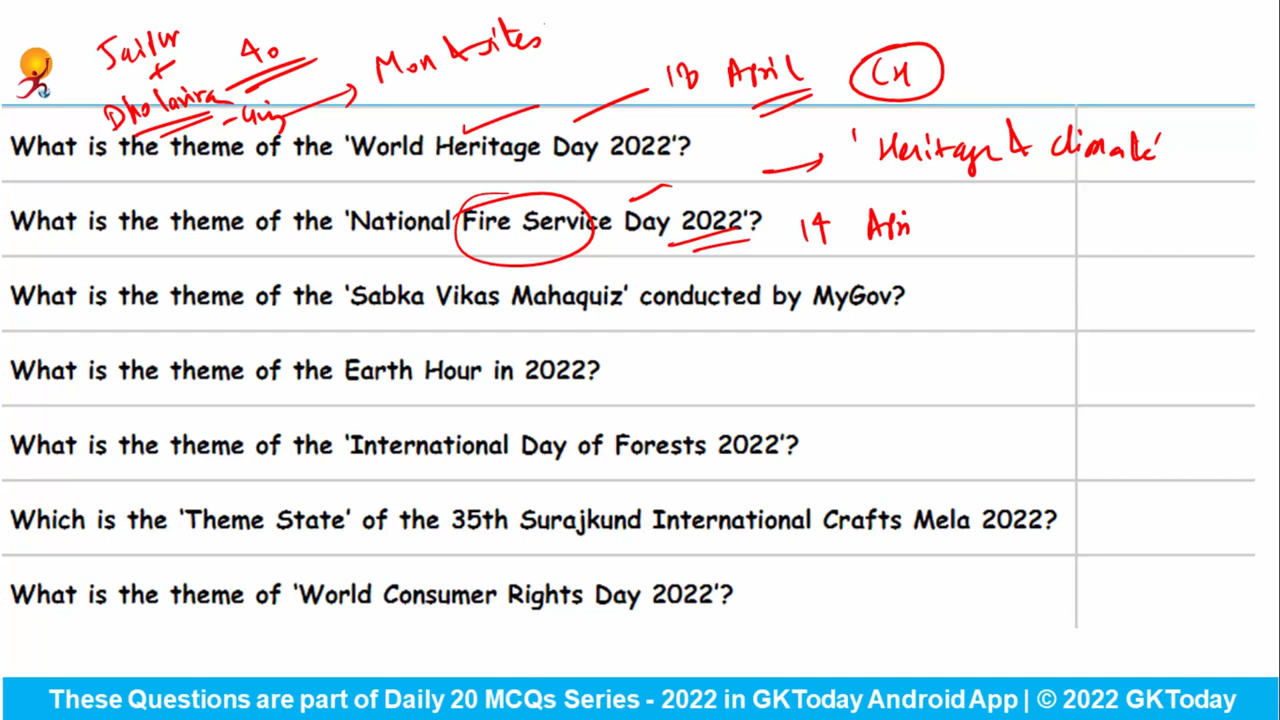 40
Mon & sites
18 April
Dholavira
What is the theme of the 'World Heritage Day 2022'?
'Heritage & climate'
What is the theme of the 'National Fire Service Day 2022'?
14 Apri
What is the theme of the 'Sabka Vikas Mahaquiz' conducted by MyGov?
What is the theme of the Earth Hour in 2022?
What is the theme of the 'International Day of Forests 2022'?
Which is the 'Theme State' of the 35th Surajkund International Crafts Mela 2022?
What is the theme of 'World Consumer Rights Day 2022'?
These Questions are part of Daily 20 MCQs Series - 2022 in GKToday Android App | © 2022 GKToday